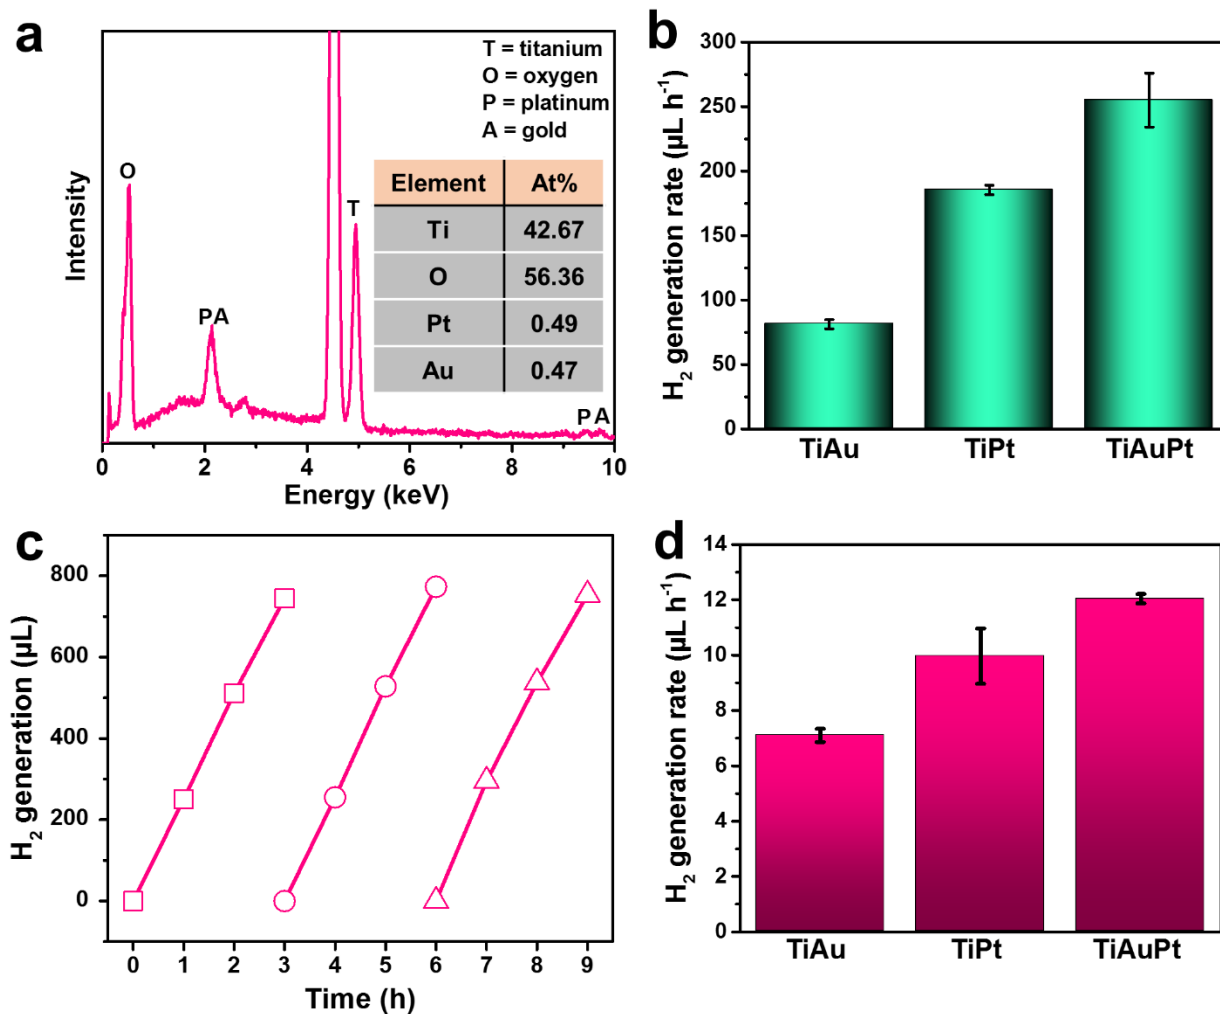 a
T = titanium
O = oxygen
P = platinum
A = gold
O
PA
T
P A
Element At%
Ti 42.67
O 56.36
Pt 0.49
Au 0.47
Intensity
0 2 4 6 8 10
Energy (keV)
b
H₂ generation rate (µL h⁻¹)
300
250
200
150
100
50
0
TiAu TiPt TiAuPt
c
H₂ generation (µL)
800
600
400
200
0
0 1 2 3 4 5 6 7 8 9
Time (h)
d
H₂ generation rate (µL h⁻¹)
14
12
10
8
6
4
2
0
TiAu TiPt TiAuPt